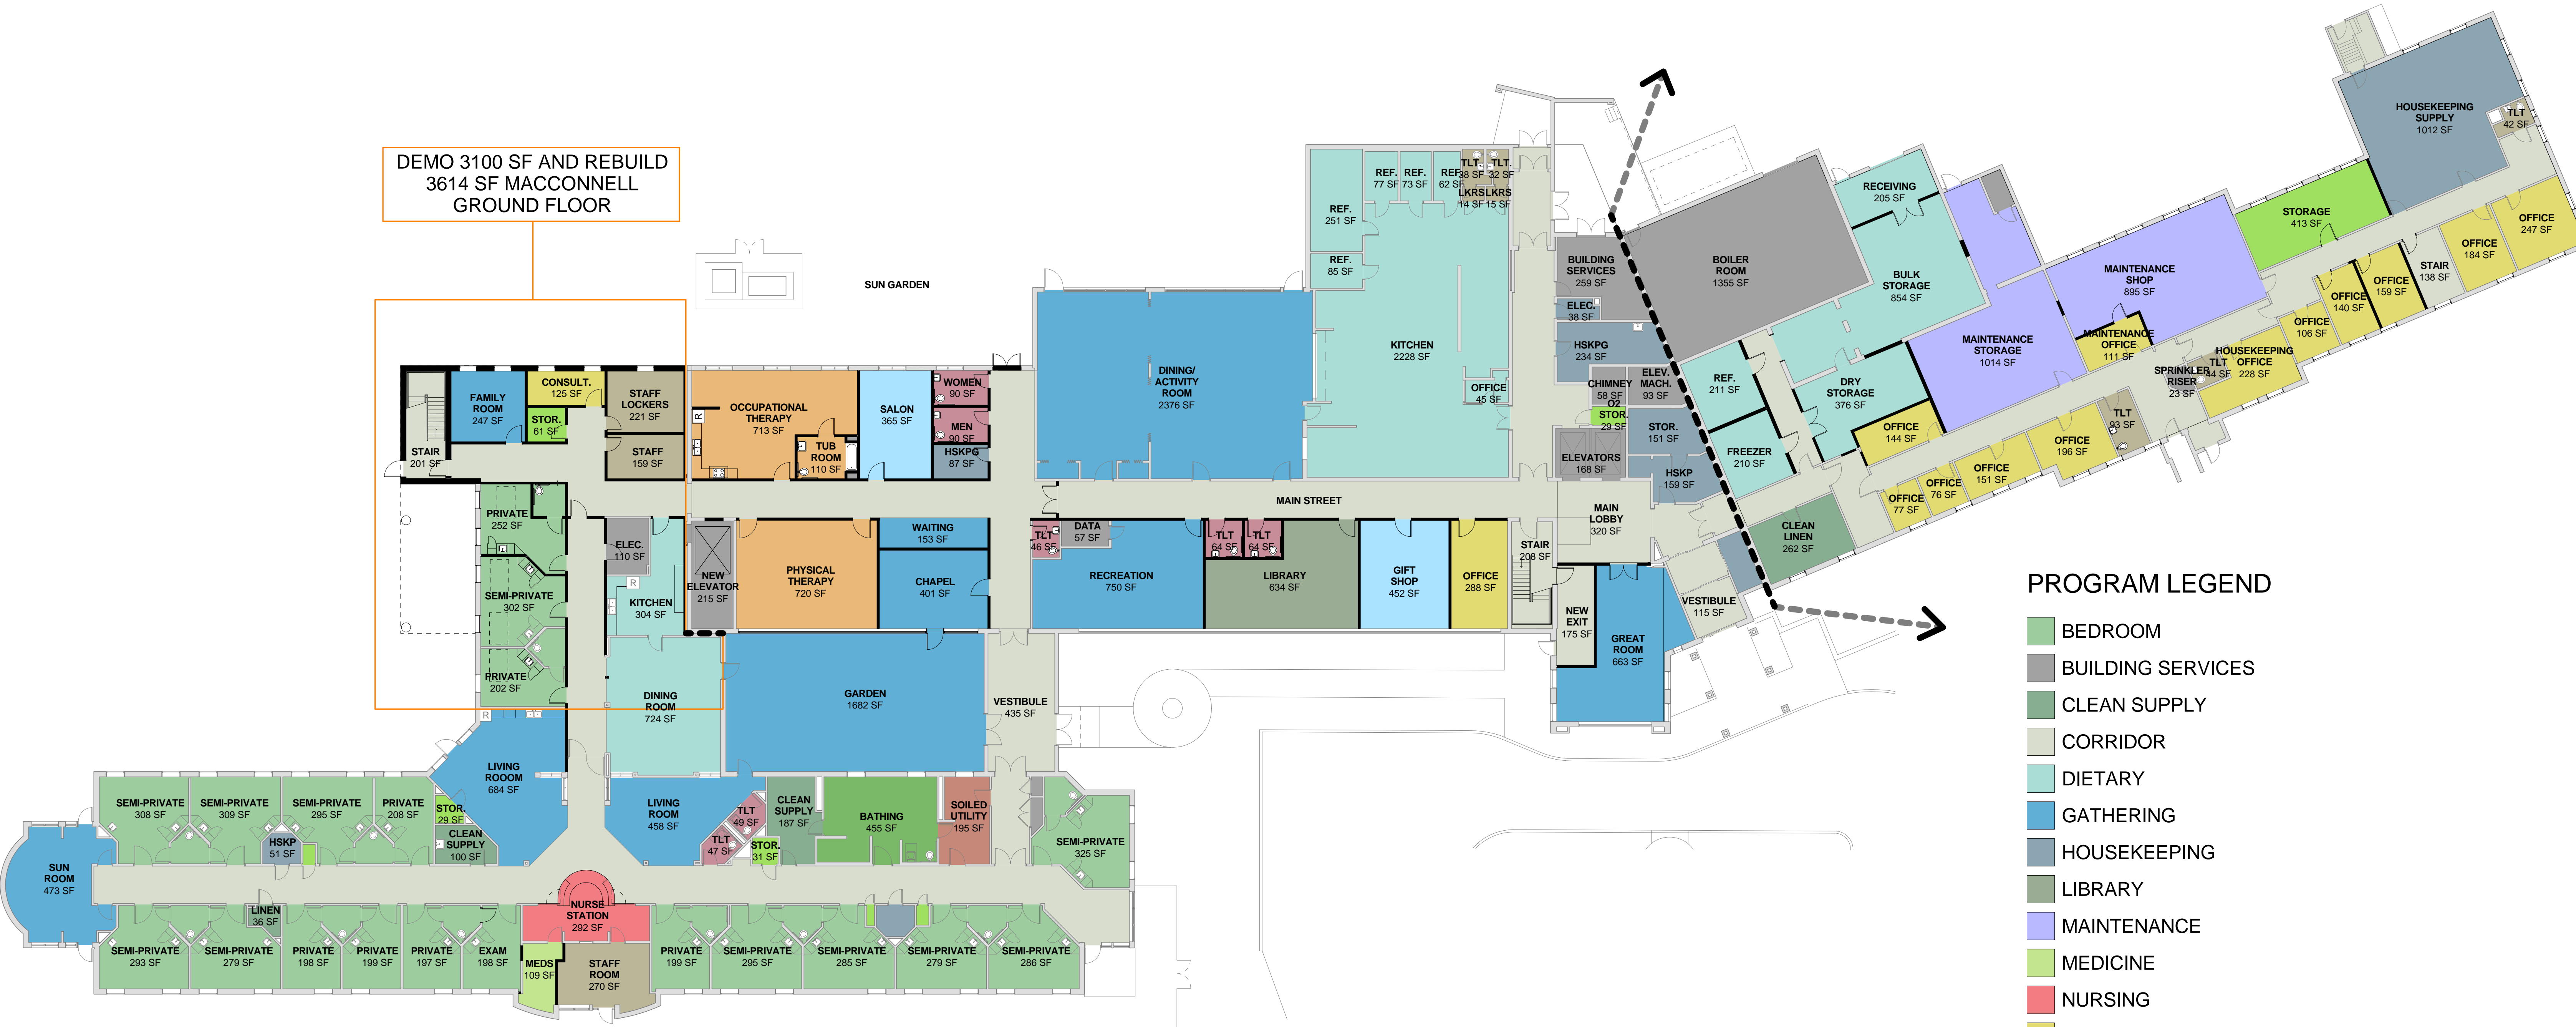 DEMO 3100 SF AND REBUILD
3614 SF MACCONNELL
GROUND FLOOR
SUN GARDEN
STAIR
201 SF
FAMILY
ROOM
247 SF
CONSULT.
125 SF
STOR.
61 SF
STAFF
LOCKERS
221 SF
STAFF
159 SF
R
OCCUPATIONAL
THERAPY
713 SF
TUB
ROOM
110 SF
SALON
365 SF
WOMEN
90 SF
MEN
90 SF
HSKPG
87 SF
DINING/
ACTIVITY
ROOM
2376 SF
REF.
251 SF
REF.
77 SF
REF.
73 SF
REF.
62 SF
TLT.
38 SF
TLT.
32 SF
LKRS
14 SF
LKRS
15 SF
REF.
85 SF
KITCHEN
2228 SF
OFFICE
45 SF
BUILDING
SERVICES
259 SF
ELEC.
38 SF
HSKPG
234 SF
CHIMNEY
58 SF
ELEV.
MACH.
93 SF
O2
STOR.
29 SF
STOR.
151 SF
ELEVATORS
168 SF
HSKP
159 SF
BOILER
ROOM
1355 SF
RECEIVING
205 SF
BULK
STORAGE
854 SF
REF.
211 SF
DRY
STORAGE
376 SF
FREEZER
210 SF
OFFICE
144 SF
MAINTENANCE
STORAGE
1014 SF
MAINTENANCE
SHOP
895 SF
MAINTENANCE
OFFICE
111 SF
STORAGE
413 SF
HOUSEKEEPING
SUPPLY
1012 SF
TLT
42 SF
OFFICE
247 SF
OFFICE
184 SF
STAIR
138 SF
OFFICE
159 SF
OFFICE
140 SF
OFFICE
106 SF
HOUSEKEEPING
OFFICE
228 SF
TLT
44 SF
SPRINKLER
RISER
23 SF
TLT
93 SF
OFFICE
196 SF
OFFICE
151 SF
OFFICE
76 SF
OFFICE
77 SF
CLEAN
LINEN
262 SF
MAIN STREET
MAIN
LOBBY
320 SF
PRIVATE
252 SF
SEMI-PRIVATE
302 SF
PRIVATE
202 SF
ELEC.
110 SF
R
KITCHEN
304 SF
NEW
ELEVATOR
215 SF
PHYSICAL
THERAPY
720 SF
WAITING
153 SF
CHAPEL
401 SF
TLT
46 SF
DATA
57 SF
RECREATION
750 SF
TLT
64 SF
TLT
64 SF
LIBRARY
634 SF
GIFT
SHOP
452 SF
OFFICE
288 SF
STAIR
208 SF
NEW
EXIT
175 SF
GREAT
ROOM
663 SF
VESTIBULE
115 SF
DINING
ROOM
724 SF
GARDEN
1682 SF
VESTIBULE
435 SF
R
LIVING
ROOOM
684 SF
SEMI-PRIVATE
308 SF
SEMI-PRIVATE
309 SF
SEMI-PRIVATE
295 SF
PRIVATE
208 SF
STOR.
29 SF
CLEAN
SUPPLY
100 SF
HSKP
51 SF
LIVING
ROOM
458 SF
TLT
49 SF
TLT
47 SF
STOR.
31 SF
CLEAN
SUPPLY
187 SF
BATHING
455 SF
SOILED
UTILITY
195 SF
SEMI-PRIVATE
325 SF
SUN
ROOM
473 SF
SEMI-PRIVATE
293 SF
SEMI-PRIVATE
279 SF
LINEN
36 SF
PRIVATE
198 SF
PRIVATE
199 SF
PRIVATE
197 SF
EXAM
198 SF
NURSE
STATION
292 SF
MEDS
109 SF
STAFF
ROOM
270 SF
PRIVATE
199 SF
SEMI-PRIVATE
295 SF
SEMI-PRIVATE
285 SF
SEMI-PRIVATE
279 SF
SEMI-PRIVATE
286 SF
PROGRAM LEGEND
BEDROOM
BUILDING SERVICES
CLEAN SUPPLY
CORRIDOR
DIETARY
GATHERING
HOUSEKEEPING
LIBRARY
MAINTENANCE
MEDICINE
NURSING